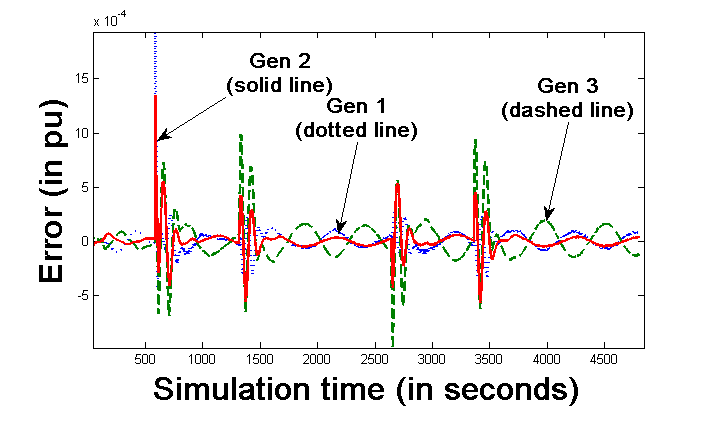 x 10⁻⁴
15
10
5
0
-5
Error (in pu)
Gen 2
(solid line)
Gen 1
(dotted line)
Gen 3
(dashed line)
500 1000 1500 2000 2500 3000 3500 4000 4500
Simulation time (in seconds)